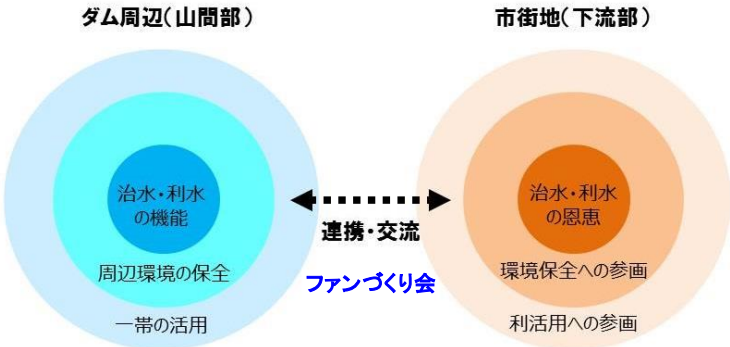 ダム周辺(山間部)
市街地(下流部)
治水・利水
の機能
周辺環境の保全
一帯の活用
連携・交流
ファンづくり会
治水・利水
の恩恵
環境保全への参画
利活用への参画